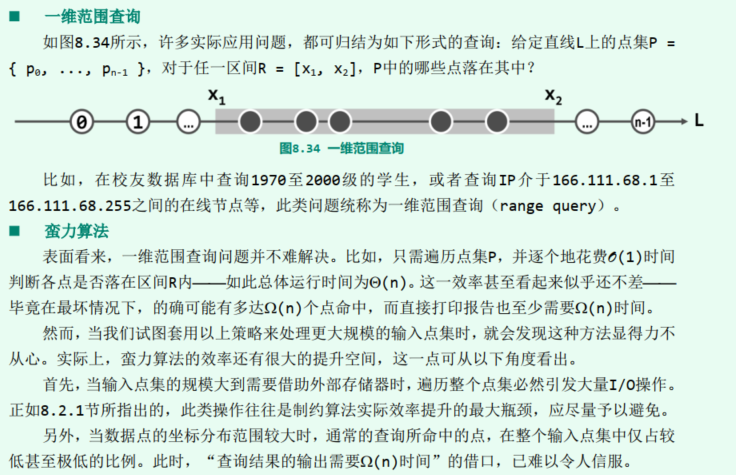 ■ 一维范围查询
如图8.34所示，许多实际应用问题，都可归结为如下形式的查询：给定直线L上的点集P =
{ p₀, ..., pₙ₋₁ }，对于任一区间R = [x₁, x₂]，P中的哪些点落在其中？
x₁ x₂
0 1 ... ... n-1 L
图8.34 一维范围查询
比如，在校友数据库中查询1970至2000级的学生，或者查询IP介于166.111.68.1至
166.111.68.255之间的在线节点等，此类问题统称为一维范围查询（range query）。
■ 蛮力算法
表面看来，一维范围查询问题并不难解决。比如，只需遍历点集P，并逐个地花费𝒪(1)时间
判断各点是否落在区间R内——如此总体运行时间为Θ(n)。这一效率甚至看起来似乎还不差——
毕竟在最坏情况下，的确可能有多达Ω(n)个点命中，而直接打印报告也至少需要Ω(n)时间。
然而，当我们试图套用以上策略来处理更大规模的输入点集时，就会发现这种方法显得力不
从心。实际上，蛮力算法的效率还有很大的提升空间，这一点可从以下角度看出。
首先，当输入点集的规模大到需要借助外部存储器时，遍历整个点集必然引发大量I/O操作。
正如8.2.1节所指出的，此类操作往往是制约算法实际效率提升的最大瓶颈，应尽量予以避免。
另外，当数据点的坐标分布范围较大时，通常的查询所命中的点，在整个输入点集中仅占较
低甚至极低的比例。此时，“查询结果的输出需要Ω(n)时间”的借口，已难以令人信服。